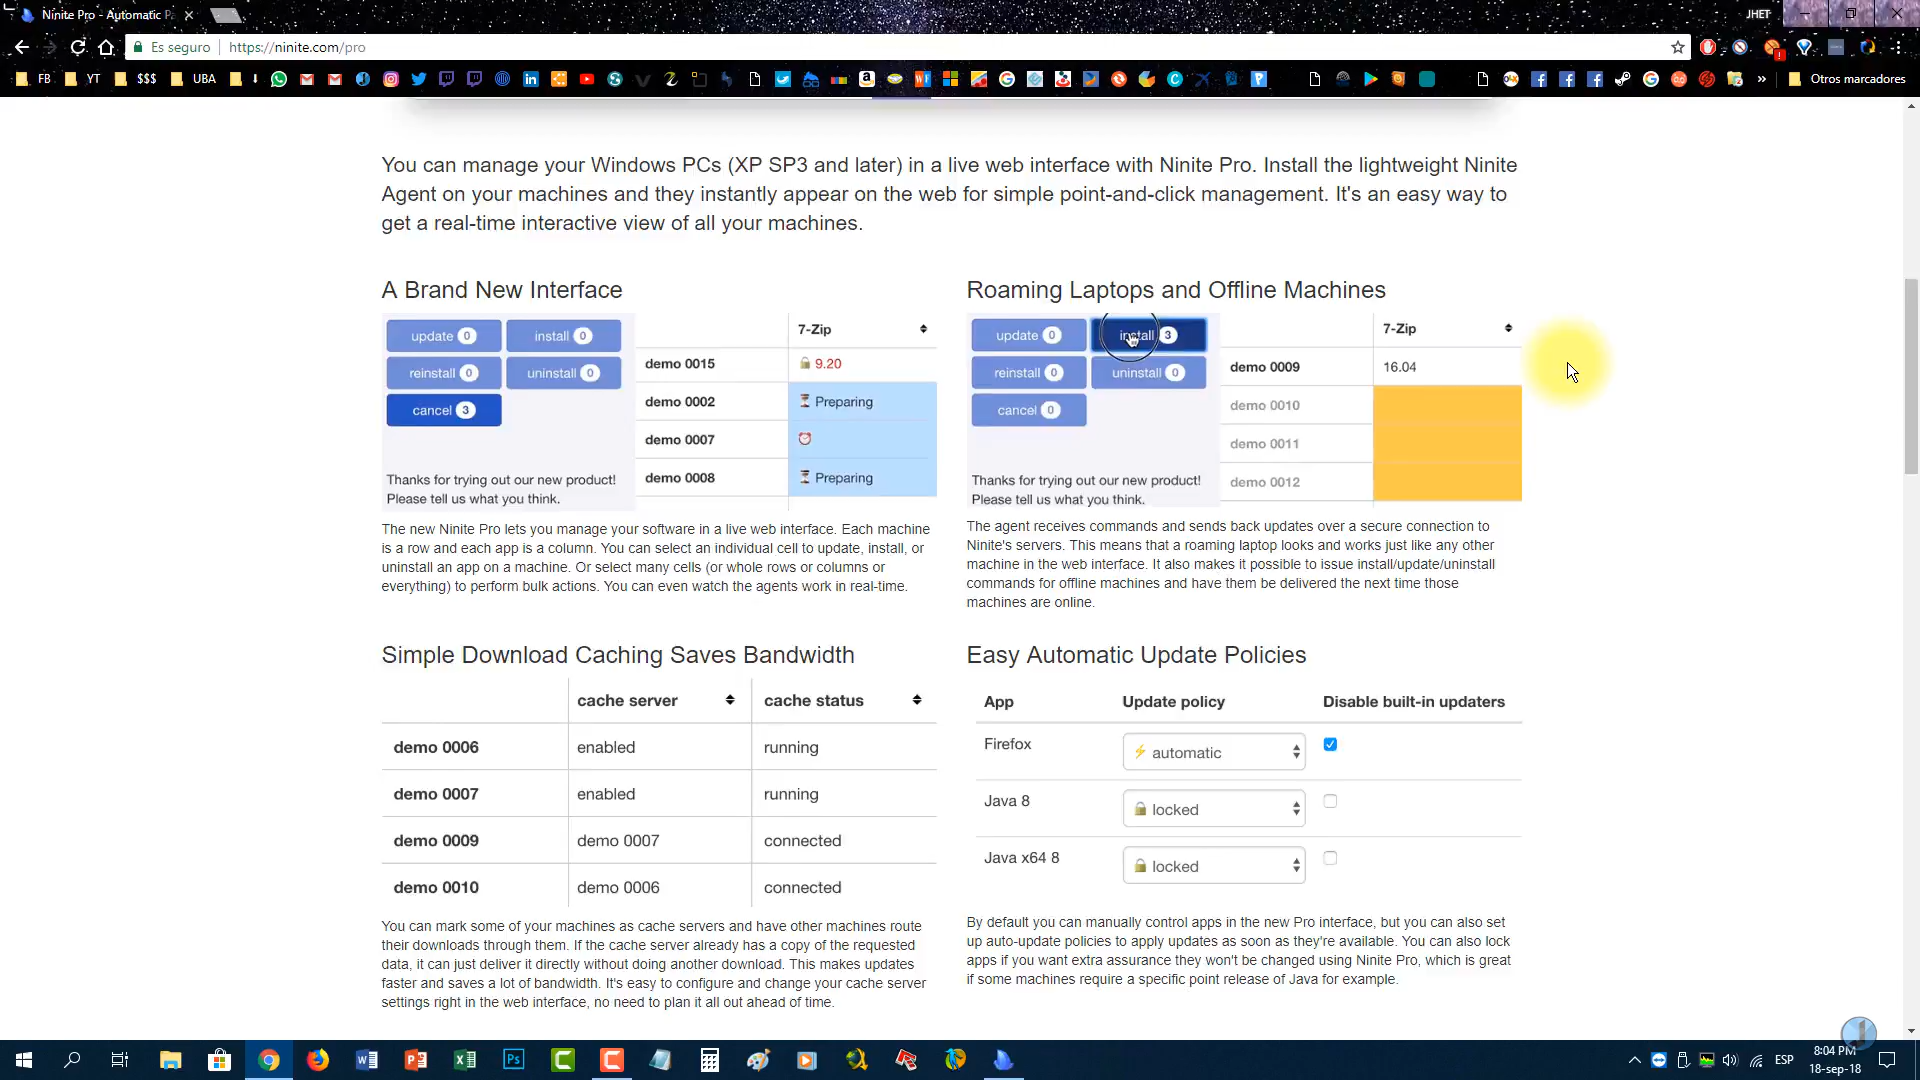 Ninite Pro - Automatic P
JHET
Es seguro
https://ninite.com/pro
FB
YT
$$$
UBA
Otros marcadores
You can manage your Windows PCs (XP SP3 and later) in a live web interface with Ninite Pro. Install the lightweight Ninite
Agent on your machines and they instantly appear on the web for simple point-and-click management. It's an easy way to
get a real-time interactive view of all your machines.
A Brand New Interface
update 0
install 0
7-Zip
reinstall 0
uninstall 0
demo 0015
9.20
cancel 3
demo 0002
Preparing
demo 0007
demo 0008
Preparing
Thanks for trying out our new product!
Please tell us what you think.
The new Ninite Pro lets you manage your software in a live web interface. Each machine
is a row and each app is a column. You can select an individual cell to update, install, or
uninstall an app on a machine. Or select many cells (or whole rows or columns or
everything) to perform bulk actions. You can even watch the agents work in real-time.
Roaming Laptops and Offline Machines
update 0
install 3
7-Zip
reinstall 0
uninstall 0
demo 0009
16.04
cancel 0
demo 0010
demo 0011
demo 0012
Thanks for trying out our new product!
Please tell us what you think.
The agent receives commands and sends back updates over a secure connection to
Ninite's servers. This means that a roaming laptop looks and works just like any other
machine in the web interface. It also makes it possible to issue install/update/uninstall
commands for offline machines and have them be delivered the next time those
machines are online.
Simple Download Caching Saves Bandwidth
cache server
cache status
demo 0006
enabled
running
demo 0007
enabled
running
demo 0009
demo 0007
connected
demo 0010
demo 0006
connected
You can mark some of your machines as cache servers and have other machines route
their downloads through them. If the cache server already has a copy of the requested
data, it can just deliver it directly without doing another download. This makes updates
faster and saves a lot of bandwidth. It's easy to configure and change your cache server
settings right in the web interface, no need to plan it all out ahead of time.
Easy Automatic Update Policies
App
Update policy
Disable built-in updaters
Firefox
automatic
Java 8
locked
Java x64 8
locked
By default you can manually control apps in the new Pro interface, but you can also set
up auto-update policies to apply updates as soon as they're available. You can also lock
apps if you want extra assurance they won't be changed using Ninite Pro, which is great
if some machines require a specific point release of Java for example.
ESP
8:04 PM
18-sep-18